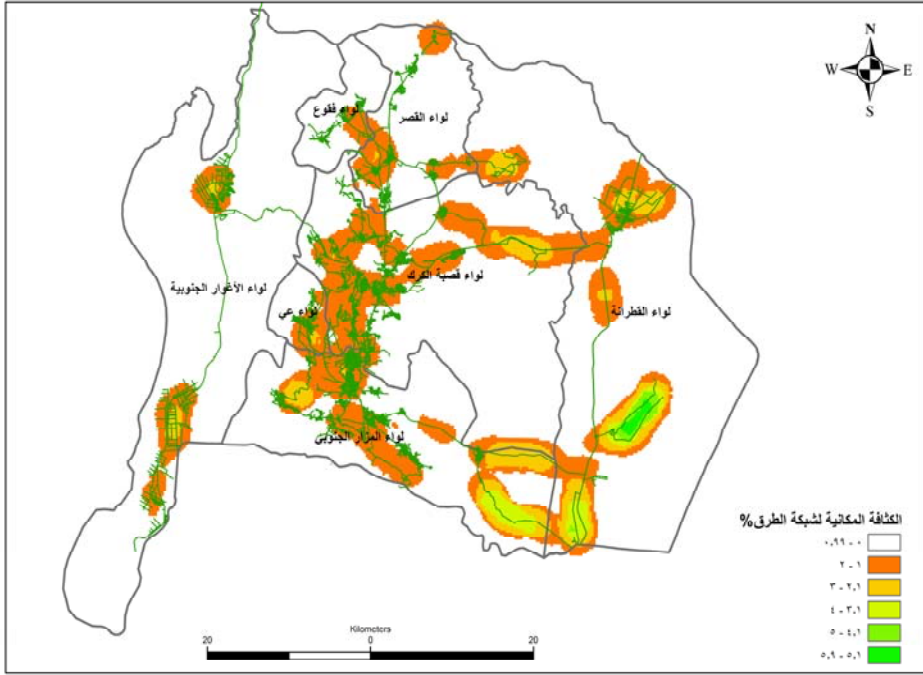 N
W E
S
لواء فقوع
لواء القصر
لواء قصبة الكرك
لواء الأغوار الجنوبية
لواء عي
لواء القطرانة
لواء المزار الجنوبي
الكثافة المكانية لشبكة الطرق%
٠ - ٠,٩٩
١ - ٢
٢,١ - ٣
٣,١ - ٤
٤,١ - ٥
٥,١ - ٥,٩
Kilometers
20 0 20